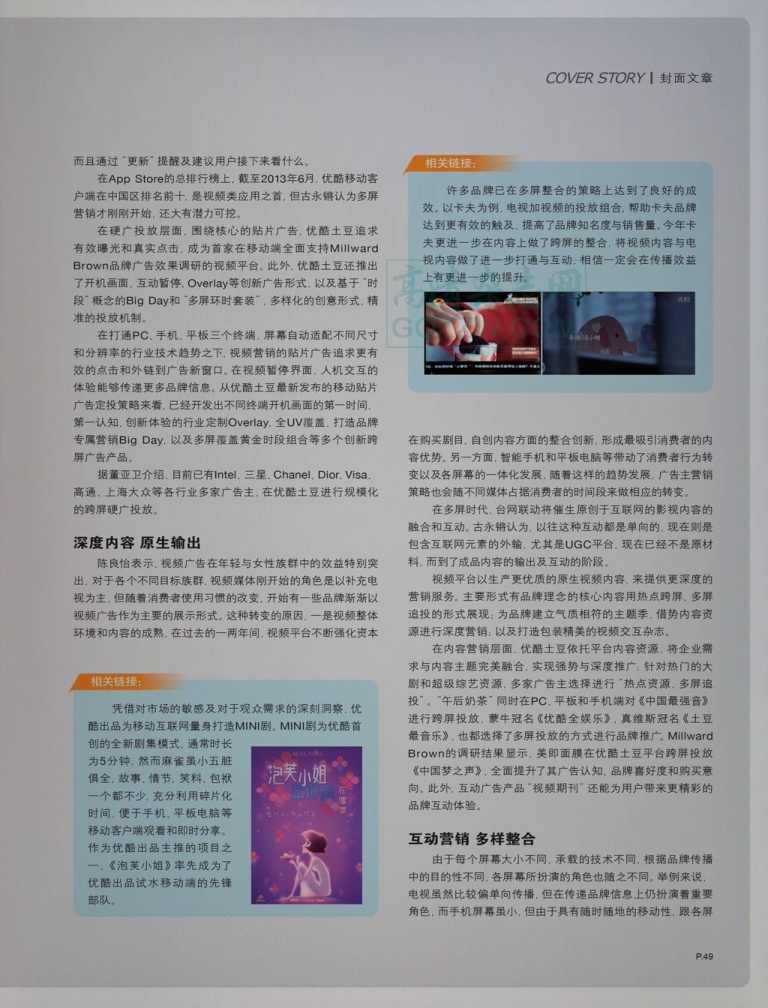 COVER STORY | 封面文章
而且通过“更新”提醒及建议用户接下来看什么。
在App Store的总排行榜上，截至2013年6月，优酷移动客
户端在中国区排名前十，是视频类应用之首，但古永锵认为多屏
营销才刚刚开始，还大有潜力可挖。
在硬广投放层面，围绕核心的贴片广告，优酷土豆追求
有效曝光和真实点击，成为首家在移动端全面支持Millward
Brown品牌广告效果调研的视频平台。此外，优酷土豆还推出
了开机画面、互动暂停、Overlay等创新广告形式，以及基于“时
段”概念的Big Day和“多屏环时套装”，多样化的创意形式，精
准的投放机制。
在打通PC、手机、平板三个终端，屏幕自动适配不同尺寸
和分辨率的行业技术趋势之下，视频营销的贴片广告追求更有
效的点击和外链到广告新窗口。在视频暂停界面，人机交互的
体验能够传递更多品牌信息。从优酷土豆最新发布的移动贴片
广告定投策略来看，已经开发出不同终端开机画面的第一时间、
第一认知，创新体验的行业定制Overlay，全UV覆盖、打造品牌
专属营销Big Day，以及多屏覆盖黄金时段组合等多个创新跨
屏广告产品。
据董亚卫介绍，目前已有Intel、三星、Chanel、Dior、Visa、
高通、上海大众等各行业多家广告主，在优酷土豆进行规模化
的跨屏硬广投放。
深度内容 原生输出
陈良怡表示，视频广告在年轻与女性族群中的效益特别突
出，对于各个不同目标族群，视频媒体刚开始的角色是以补充电
视为主，但随着消费者使用习惯的改变，开始有一些品牌渐渐以
视频广告作为主要的展示形式。这种转变的原因，一是视频整体
环境和内容的成熟，在过去的一两年间，视频平台不断强化资本
相关链接：
凭借对市场的敏感及对于观众需求的深刻洞察，优
酷出品为移动互联网量身打造MINI剧。MINI剧为优酷首
创的全新剧集模式，通常时长
为5分钟，然而麻雀虽小五脏
俱全，故事、情节、笑料、包袱
一个都不少，充分利用碎片化
时间，便于手机、平板电脑等
移动客户端观看和即时分享。
作为优酷出品主推的项目之
一，《泡芙小姐》率先成为了
优酷出品试水移动端的先锋
部队。
泡芙小姐
花漾季
相关链接：
许多品牌已在多屏整合的策略上达到了良好的成
效。以卡夫为例，电视加视频的投放组合，帮助卡夫品牌
达到更有效的触及，提高了品牌知名度与销售量。今年卡
夫更进一步在内容上做了跨屏的整合，将视频内容与电
视内容做了进一步打通与互动，相信一定会在传播效益
上有更进一步的提升。
在购买剧目，自创内容方面的整合创新，形成最吸引消费者的内
容优势。另一方面，智能手机和平板电脑等带动了消费者行为转
变以及各屏幕的一体化发展，随着这样的趋势发展，广告主营销
策略也会随不同媒体占据消费者的时间段来做相应的转变。
在多屏时代，台网联动将催生原创于互联网的影视内容的
融合和互动。古永锵认为，以往这种互动都是单向的，现在则是
包含互联网元素的外输，尤其是UGC平台，现在已经不是原材
料，而到了成品内容的输出及互动的阶段。
视频平台以生产更优质的原生视频内容，来提供更深度的
营销服务。主要形式有品牌理念的核心内容用热点跨屏、多屏
追投的形式展现；为品牌建立气质相符的主题季，借势内容资
源进行深度营销；以及打造包装精美的视频交互杂志。
在内容营销层面，优酷土豆依托平台内容资源，将企业需
求与内容主题完美融合，实现强势与深度推广，针对热门的大
剧和超级综艺资源，多家广告主选择进行“热点资源，多屏追
投”。“午后奶茶”同时在PC、平板和手机端对《中国最强音》
进行跨屏投放，蒙牛冠名《优酷全娱乐》，真维斯冠名《土豆
最音乐》，也都选择了多屏投放的方式进行品牌推广。Millward
Brown的调研结果显示，美即面膜在优酷土豆平台跨屏投放
《中国梦之声》，全面提升了其广告认知、品牌喜好度和购买意
向。此外，互动广告产品“视频期刊”还能为用户带来更精彩的
品牌互动体验。
互动营销 多样整合
由于每个屏幕大小不同，承载的技术不同，根据品牌传播
中的目的性不同，各屏幕所扮演的角色也随之不同。举例来说，
电视虽然比较偏单向传播，但在传播品牌信息上仍扮演着重要
角色，而手机屏幕虽小，但由于具有随时随地的移动性，跟各屏
P.49